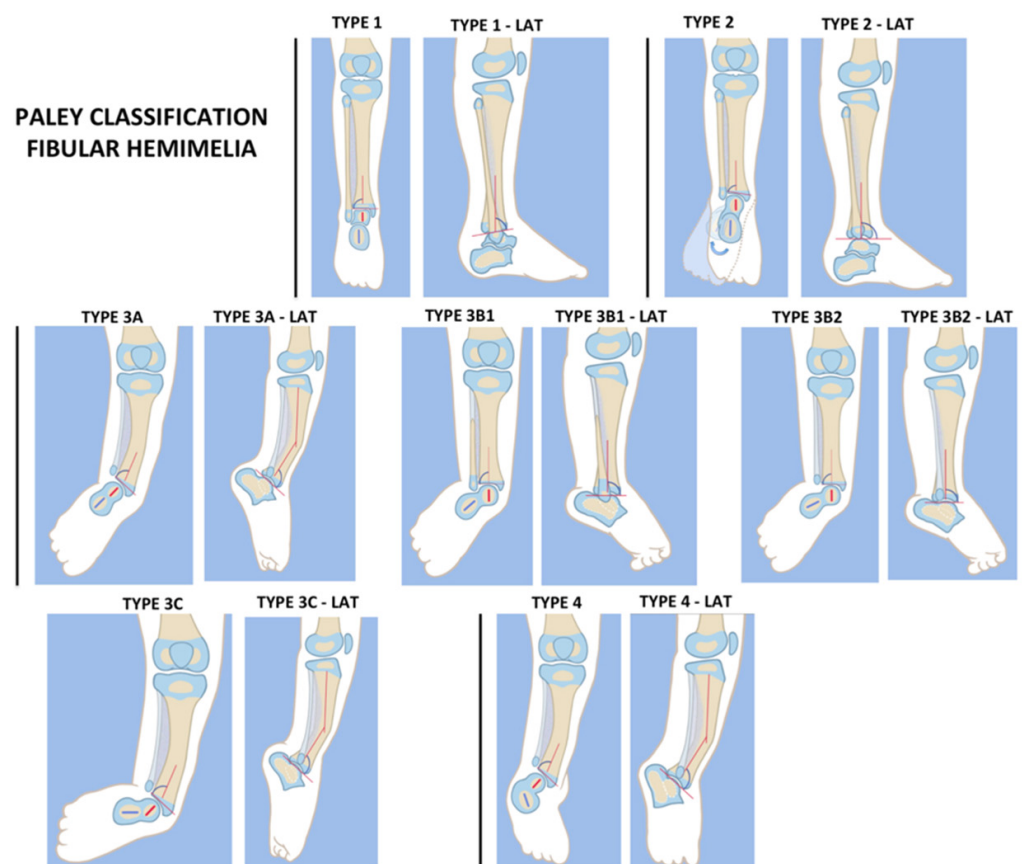 TYPE 1
TYPE 1 - LAT
TYPE 2
TYPE 2 - LAT
PALEY CLASSIFICATION
FIBULAR HEMIMELIA
TYPE 3A
TYPE 3A - LAT
TYPE 3B1
TYPE 3B1 - LAT
TYPE 3B2
TYPE 3B2 - LAT
TYPE 3C
TYPE 3C - LAT
TYPE 4
TYPE 4 - LAT